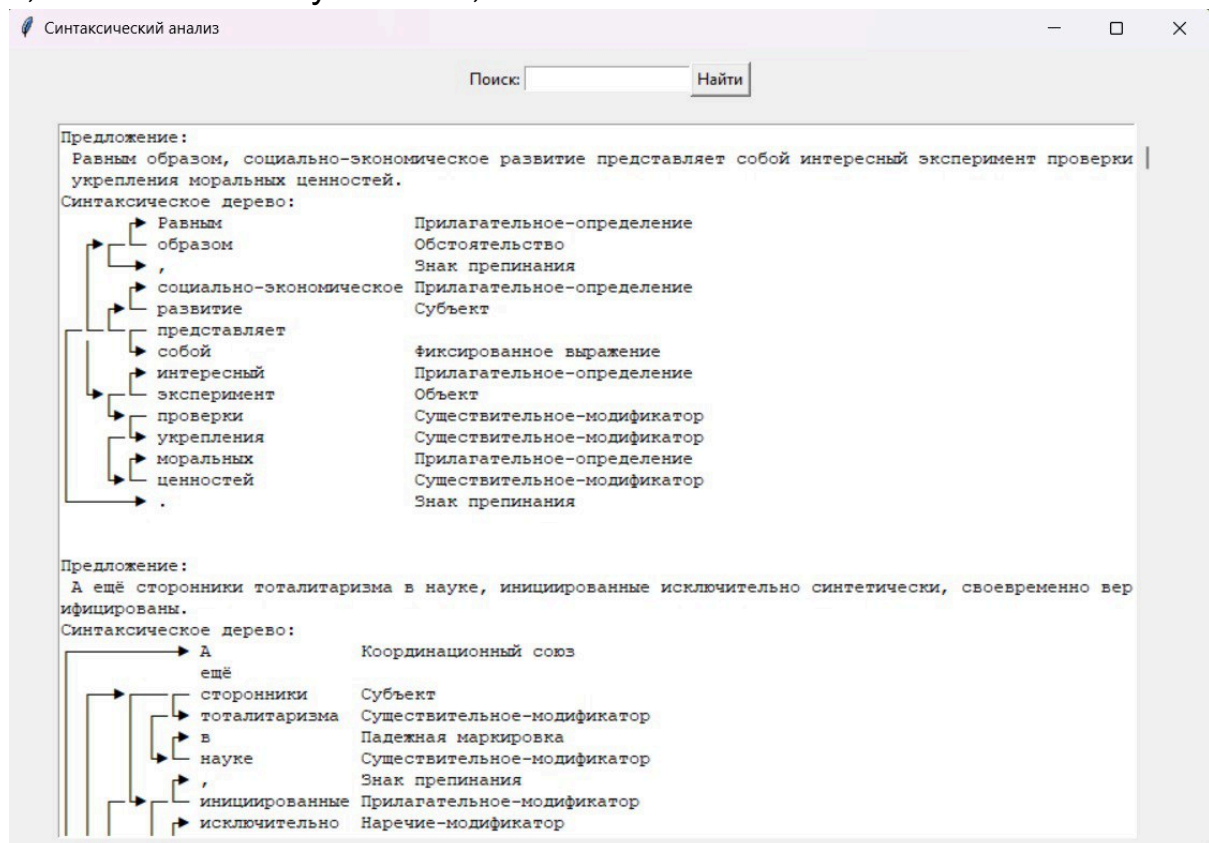 Синтаксический анализ
Поиск: Найти
Предложение:
Равным образом, социально-экономическое развитие представляет собой интересный эксперимент проверки
укрепления моральных ценностей.
Синтаксическое дерево:
Равным Прилагательное-определение
образом Обстоятельство
, Знак препинания
социально-экономическое Прилагательное-определение
развитие Субъект
представляет
собой Фиксированное выражение
интересный Прилагательное-определение
эксперимент Объект
проверки Существительное-модификатор
укрепления Существительное-модификатор
моральных Прилагательное-определение
ценностей Существительное-модификатор
. Знак препинания
Предложение:
А ещё сторонники тоталитаризма в науке, инициированные исключительно синтетически, своевременно вер
ифицированы.
Синтаксическое дерево:
А Координационный союз
ещё
сторонники Субъект
тоталитаризма Существительное-модификатор
в Падежная маркировка
науке Существительное-модификатор
, Знак препинания
инициированные Прилагательное-модификатор
исключительно Наречие-модификатор